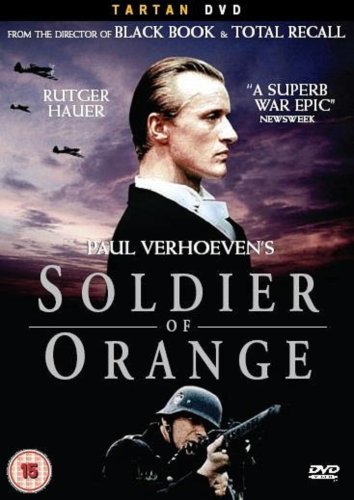 TARTAN DVD
FROM THE DIRECTOR OF BLACK BOOK & TOTAL RECALL
RUTGER
HAUER
"A SUPERB
WAR EPIC"
NEWSWEEK
PAUL VERHOEVEN'S
SOLDIER
OF
ORANGE
15
DVD